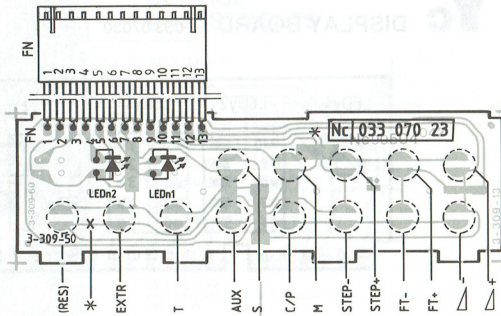 DISPLAY BOARD
FN
1 2 3 4 5 6 7 8 9 10 11 12 13
FN
1 2 3 4 5 6 7 8 9 10 11 12 13
* Nc 033 070 23
LEDn2 LEDn1
3-309-60
3-309-13
3-309-50
(RES) * EXTR T AUX S C/P M STEP- STEP+ FT- FT+ ⊿- ⊿+